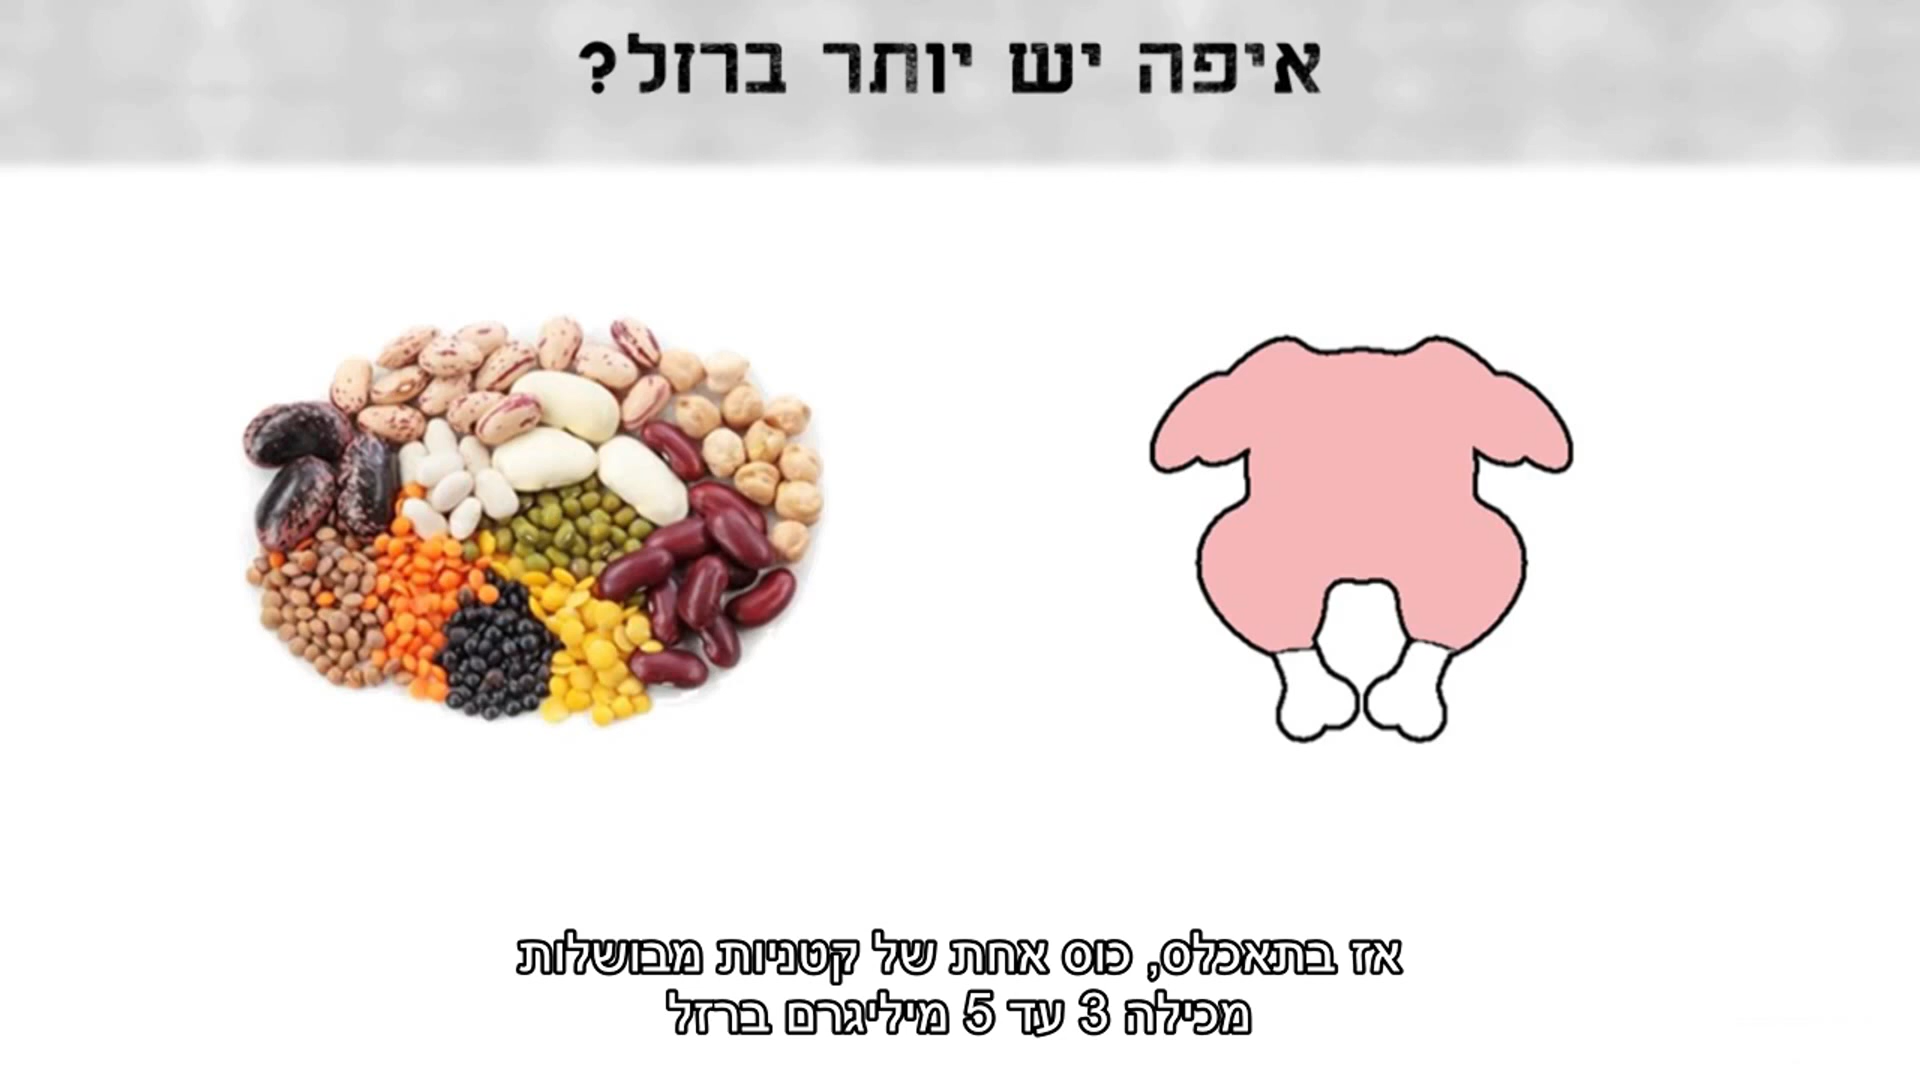 איפה יש יותר ברזל?
אז בתאכלס, כוס אחת של קטניות מבושלות
מכילה 3 עד 5 מיליגרם ברזל